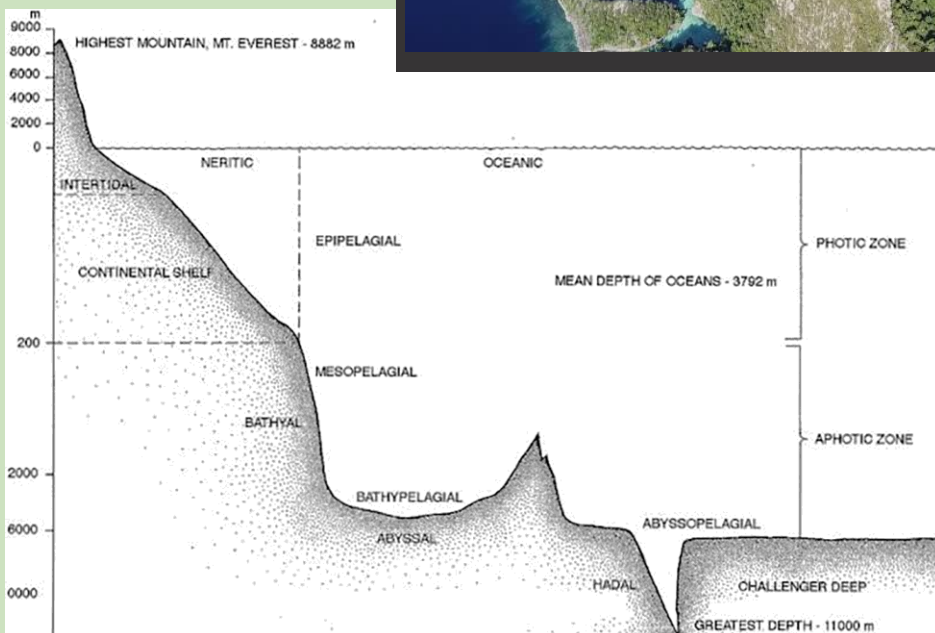 m
9000
HIGHEST MOUNTAIN, MT. EVEREST - 8882 m
8000
6000
4000
2000
0
NERITIC
OCEANIC
INTERTIDAL
EPIPELAGIAL
PHOTIC ZONE
CONTINENTAL SHELF
MEAN DEPTH OF OCEANS - 3792 m
200
MESOPELAGIAL
BATHYAL
APHOTIC ZONE
2000
BATHYPELAGIAL
6000
ABYSSOPELAGIAL
ABYSSAL
HADAL
CHALLENGER DEEP
0000
GREATEST DEPTH - 11000 m